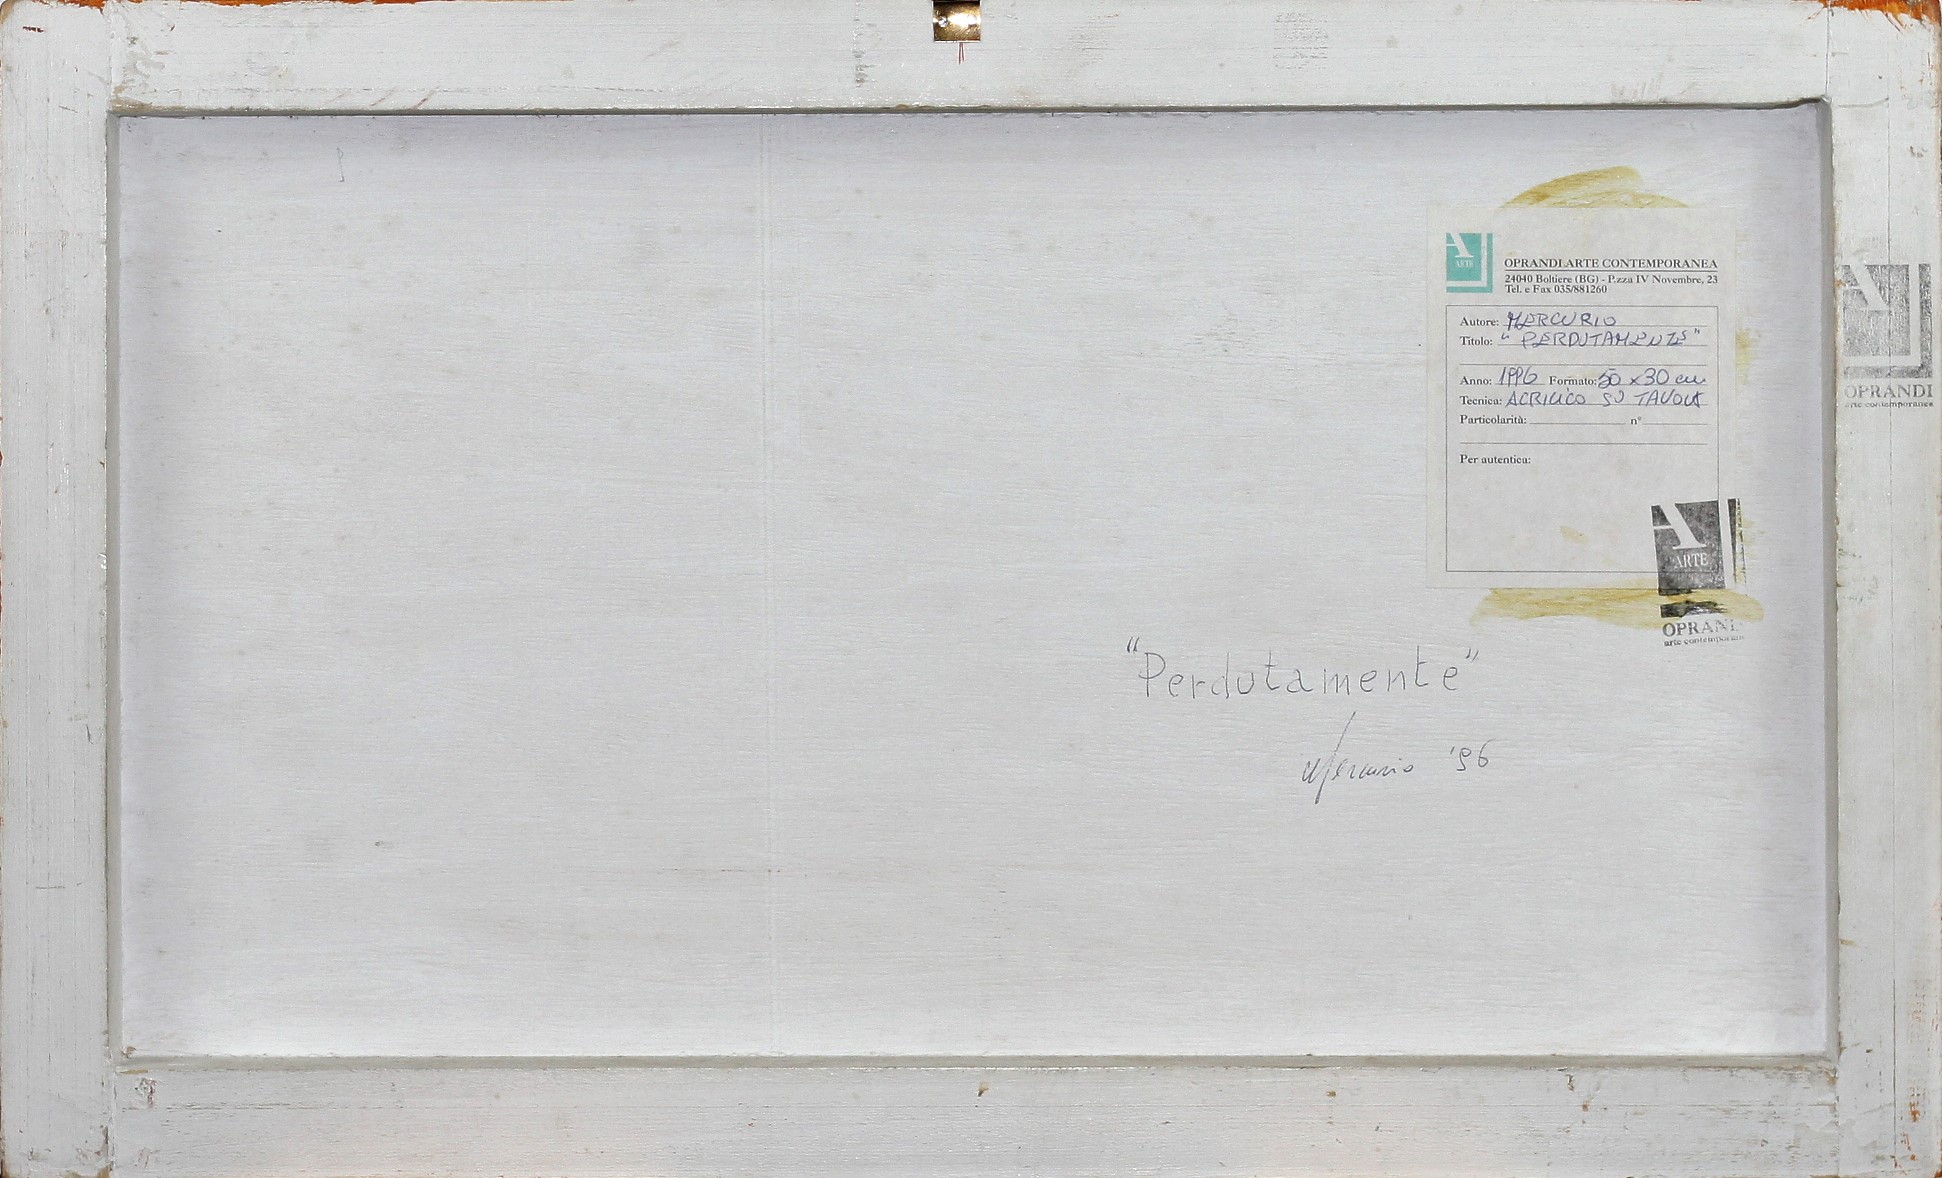 A
ARTE
OPRANDI ARTE CONTEMPORANEA
24040 Boltiere (BG) - P.zza IV Novembre, 23
Tel. e Fax 035/881260
Autore: MERCURIO
Titolo: "PERDUTAMENTE"
Anno: 1996 Formato: 50 x 30 cm
Tecnica: ACRILICO SU TAVOLA
Particolarità: n°
Per autentica:
A
ARTE
OPRANDI
arte contemporanea
A
OPRANDI
arte contemporanea
"Perdutamente"
Mercurio '96